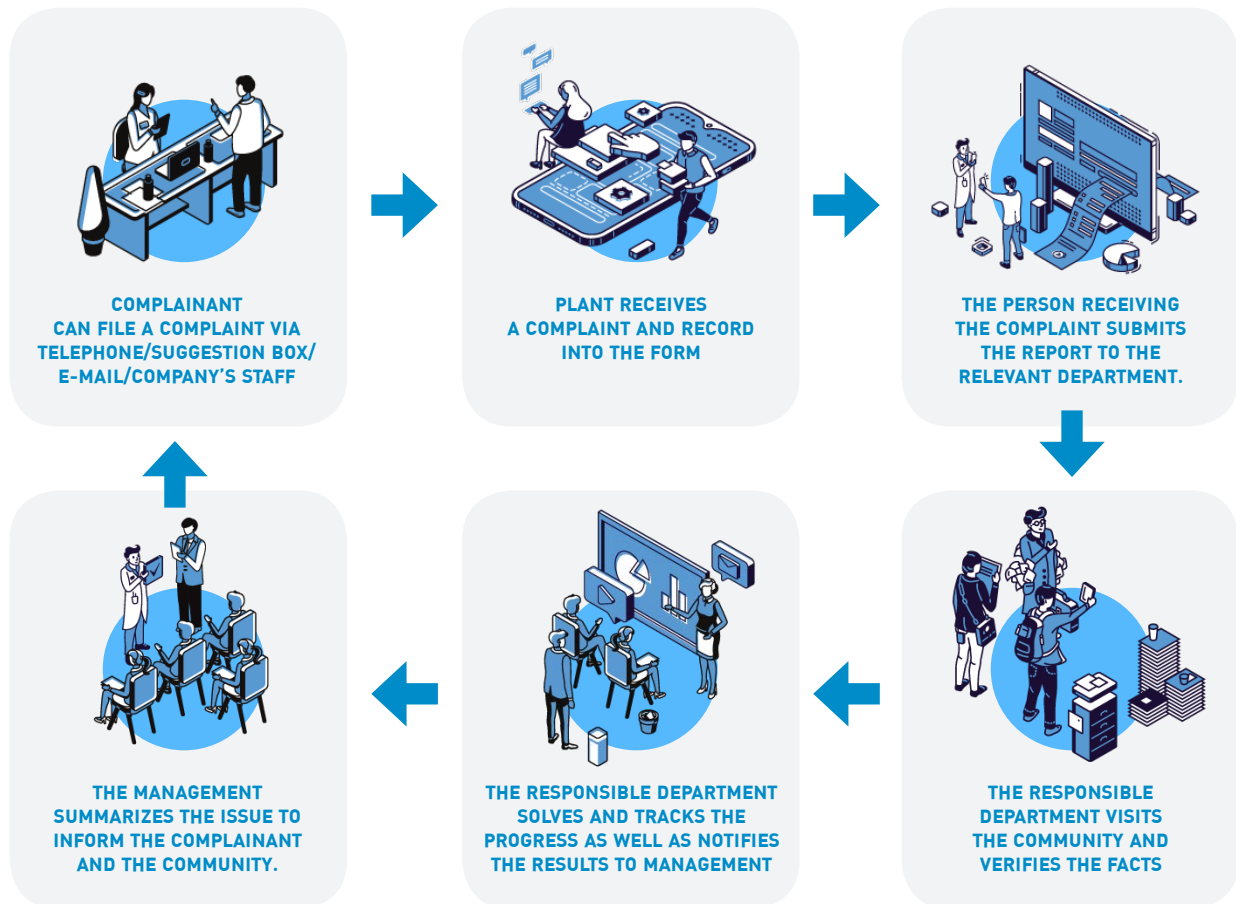 COMPLAINANT
CAN FILE A COMPLAINT VIA
TELEPHONE/SUGGESTION BOX/
E-MAIL/COMPANY'S STAFF
PLANT RECEIVES
A COMPLAINT AND RECORD
INTO THE FORM
THE PERSON RECEIVING
THE COMPLAINT SUBMITS
THE REPORT TO THE
RELEVANT DEPARTMENT.
THE RESPONSIBLE
DEPARTMENT VISITS
THE COMMUNITY AND
VERIFIES THE FACTS
THE RESPONSIBLE DEPARTMENT
SOLVES AND TRACKS THE
PROGRESS AS WELL AS NOTIFIES
THE RESULTS TO MANAGEMENT
THE MANAGEMENT
SUMMARIZES THE ISSUE TO
INFORM THE COMPLAINANT
AND THE COMMUNITY.